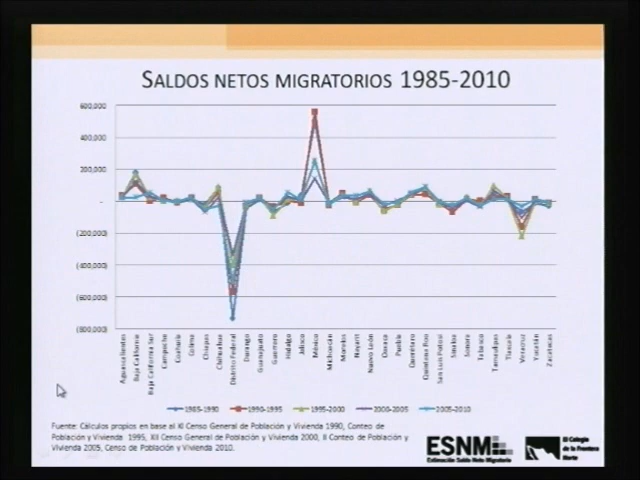 SALDOS NETOS MIGRATORIOS 1985-2010
600,000
400,000
200,000
-
(200,000)
(400,000)
(600,000)
(800,000)
Aguascalientes
Baja California
Baja California Sur
Campeche
Coahuila
Colima
Chiapas
Chihuahua
Distrito Federal
Durango
Guanajuato
Guerrero
Hidalgo
Jalisco
México
Michoacán
Morelos
Nayarit
Nuevo León
Oaxaca
Puebla
Querétaro
Quintana Roo
San Luis Potosí
Sinaloa
Sonora
Tabasco
Tamaulipas
Tlaxcala
Veracruz
Yucatán
Zacatecas
1985-1990 1990-1995 1995-2000 2000-2005 2005-2010
Fuente: Cálculos propios en base al XI Censo General de Población y Vivienda 1990, Conteo de
Población y Vivienda 1995, XII Censo General de Población y Vivienda 2000, II Conteo de Población y
Vivienda 2005, Censo de Población y Vivienda 2010.
ESNM
Estimación Saldo Neto Migratorio
El Colegio
de la Frontera
Norte